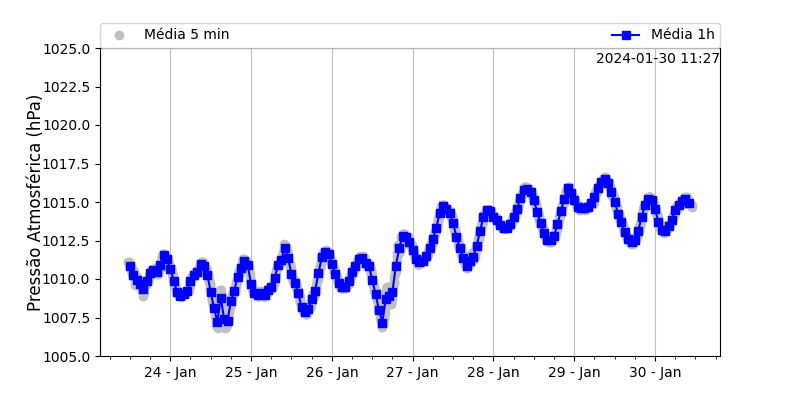 Média 5 min
Média 1h
2024-01-30 11:27
Pressão Atmosférica (hPa)
1025.0
1022.5
1020.0
1017.5
1015.0
1012.5
1010.0
1007.5
1005.0
24 - Jan
25 - Jan
26 - Jan
27 - Jan
28 - Jan
29 - Jan
30 - Jan